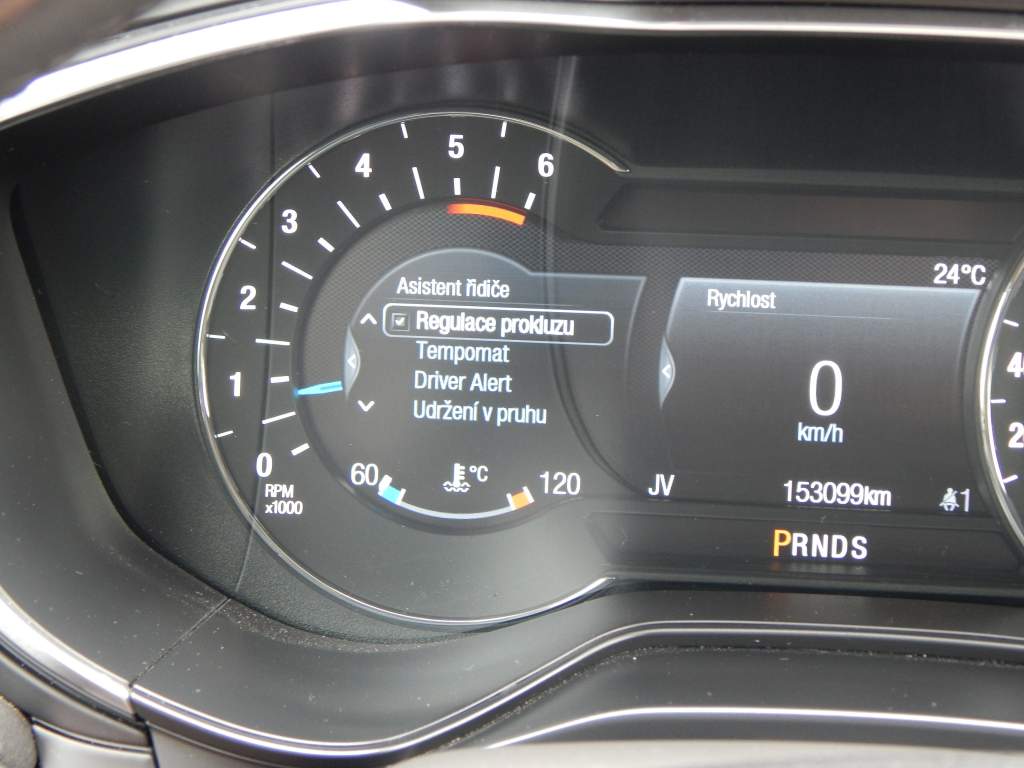 5
4
6
3
2
1
0
RPM
x1000
Asistent řidiče
Regulace prokluzu
Tempomat
Driver Alert
Udržení v pruhu
60
°C
120
24°C
Rychlost
0
km/h
JV
153099km
1
PRNDS